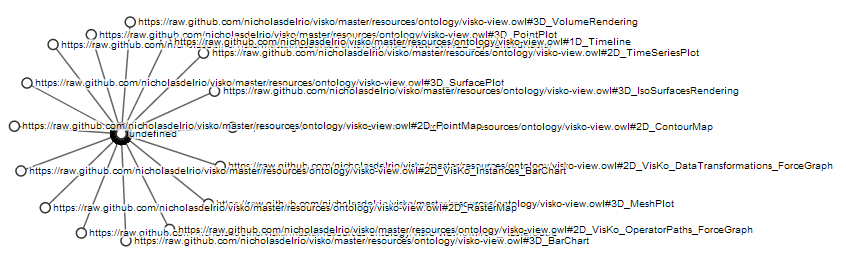 https://raw.github.com/nicholasdelrio/visko/master/resources/ontology/visko-view.owl#3D_VolumeRendering
https://raw.github.com/nicholasdelrio/visko/master/resources/ontology/visko-view.owl#3D_PointPlot
https://raw.github.com/nicholasdelrio/visko/master/resources/ontology/visko-view.owl#1D_Timeline
https://raw.github.com/nicholasdelrio/visko/master/resources/ontology/visko-view.owl#2D_TimeSeriesPlot
https://raw.github.com/nicholasdelrio/visko/master/resources/ontology/visko-view.owl#3D_SurfacePlot
https://raw.github.com/nicholasdelrio/visko/master/resources/ontology/visko-view.owl#3D_IsoSurfacesRendering
https://raw.github.com/nicholasdelrio/visko/master/resources/ontology/visko-view.owl#2D_PointMap
resources/ontology/visko-view.owl#2D_ContourMap
undefined
https://raw.github.com/nicholasdelrio/visko/master/resources/ontology/visko-view.owl#2D_VisKo_DataTransformations_ForceGraph
https://raw.github.com/nicholasdelrio/visko/master/resources/ontology/visko-view.owl#2D_VisKo_Instances_BarChart
https://raw.github.com/nicholasdelrio/visko/master/resources/ontology/visko-view.owl#3D_MeshPlot
https://raw.github.com/nicholasdelrio/visko/master/resources/ontology/visko-view.owl#2D_RasterMap
https://raw.github.com/nicholasdelrio/visko/master/resources/ontology/visko-view.owl#2D_VisKo_OperatorPaths_ForceGraph
https://raw.github.com/nicholasdelrio/visko/master/resources/ontology/visko-view.owl#3D_BarChart